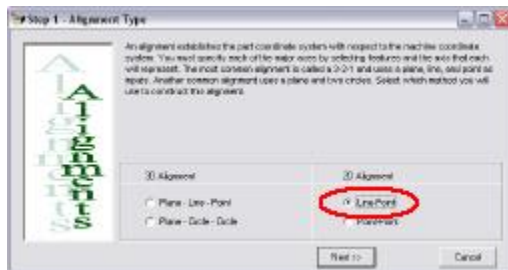 Step 1 - Alignment Type
An alignment establishes the part coordinate system with respect to the machine coordinate
system. You must specify each of the major axes by selecting features and the axis that each
will represent. The most common alignment is called a 3-2-1 and uses a plane, line, and point as
inputs. Another common alignment uses a plane and two circles. Select which method you will
use to construct this alignment.
Alignments
3D Alignment
2D Alignment
Plane - Line - Point
Line-Point
Plane - Circle - Circle
Point-Point
Next >>
Cancel